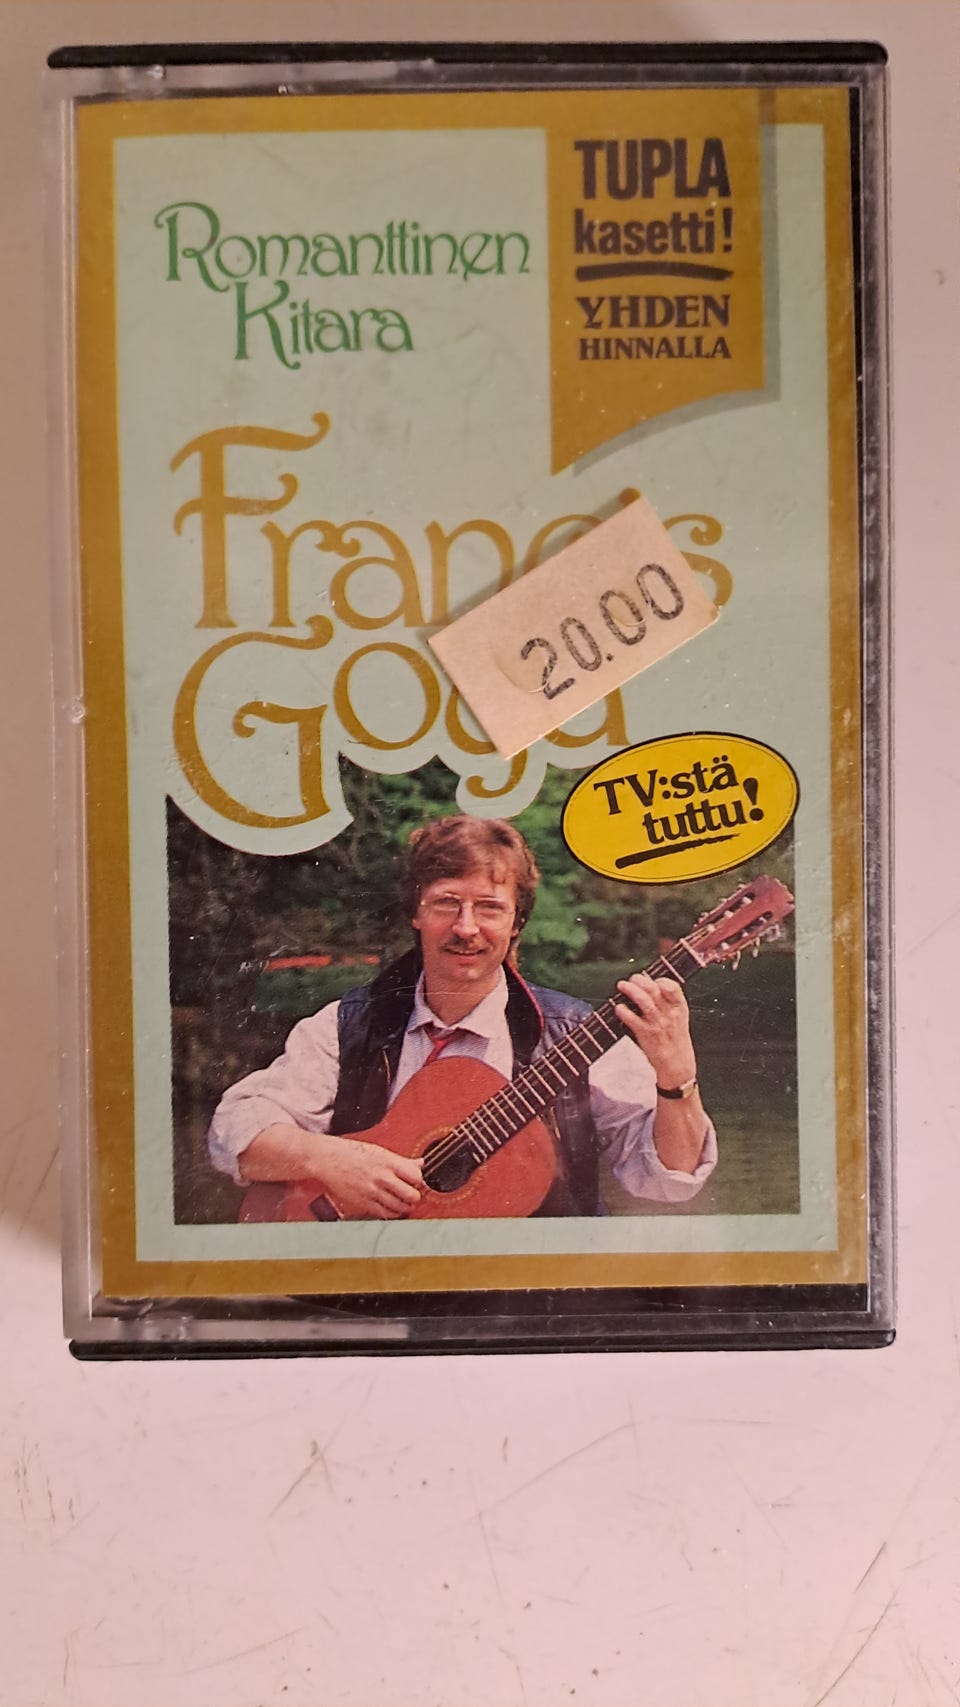 Romanttinen
Kitara
TUPLA
kasetti!
YHDEN
HINNALLA
Francis
Goya
20.00
TV:stä
tuttu!